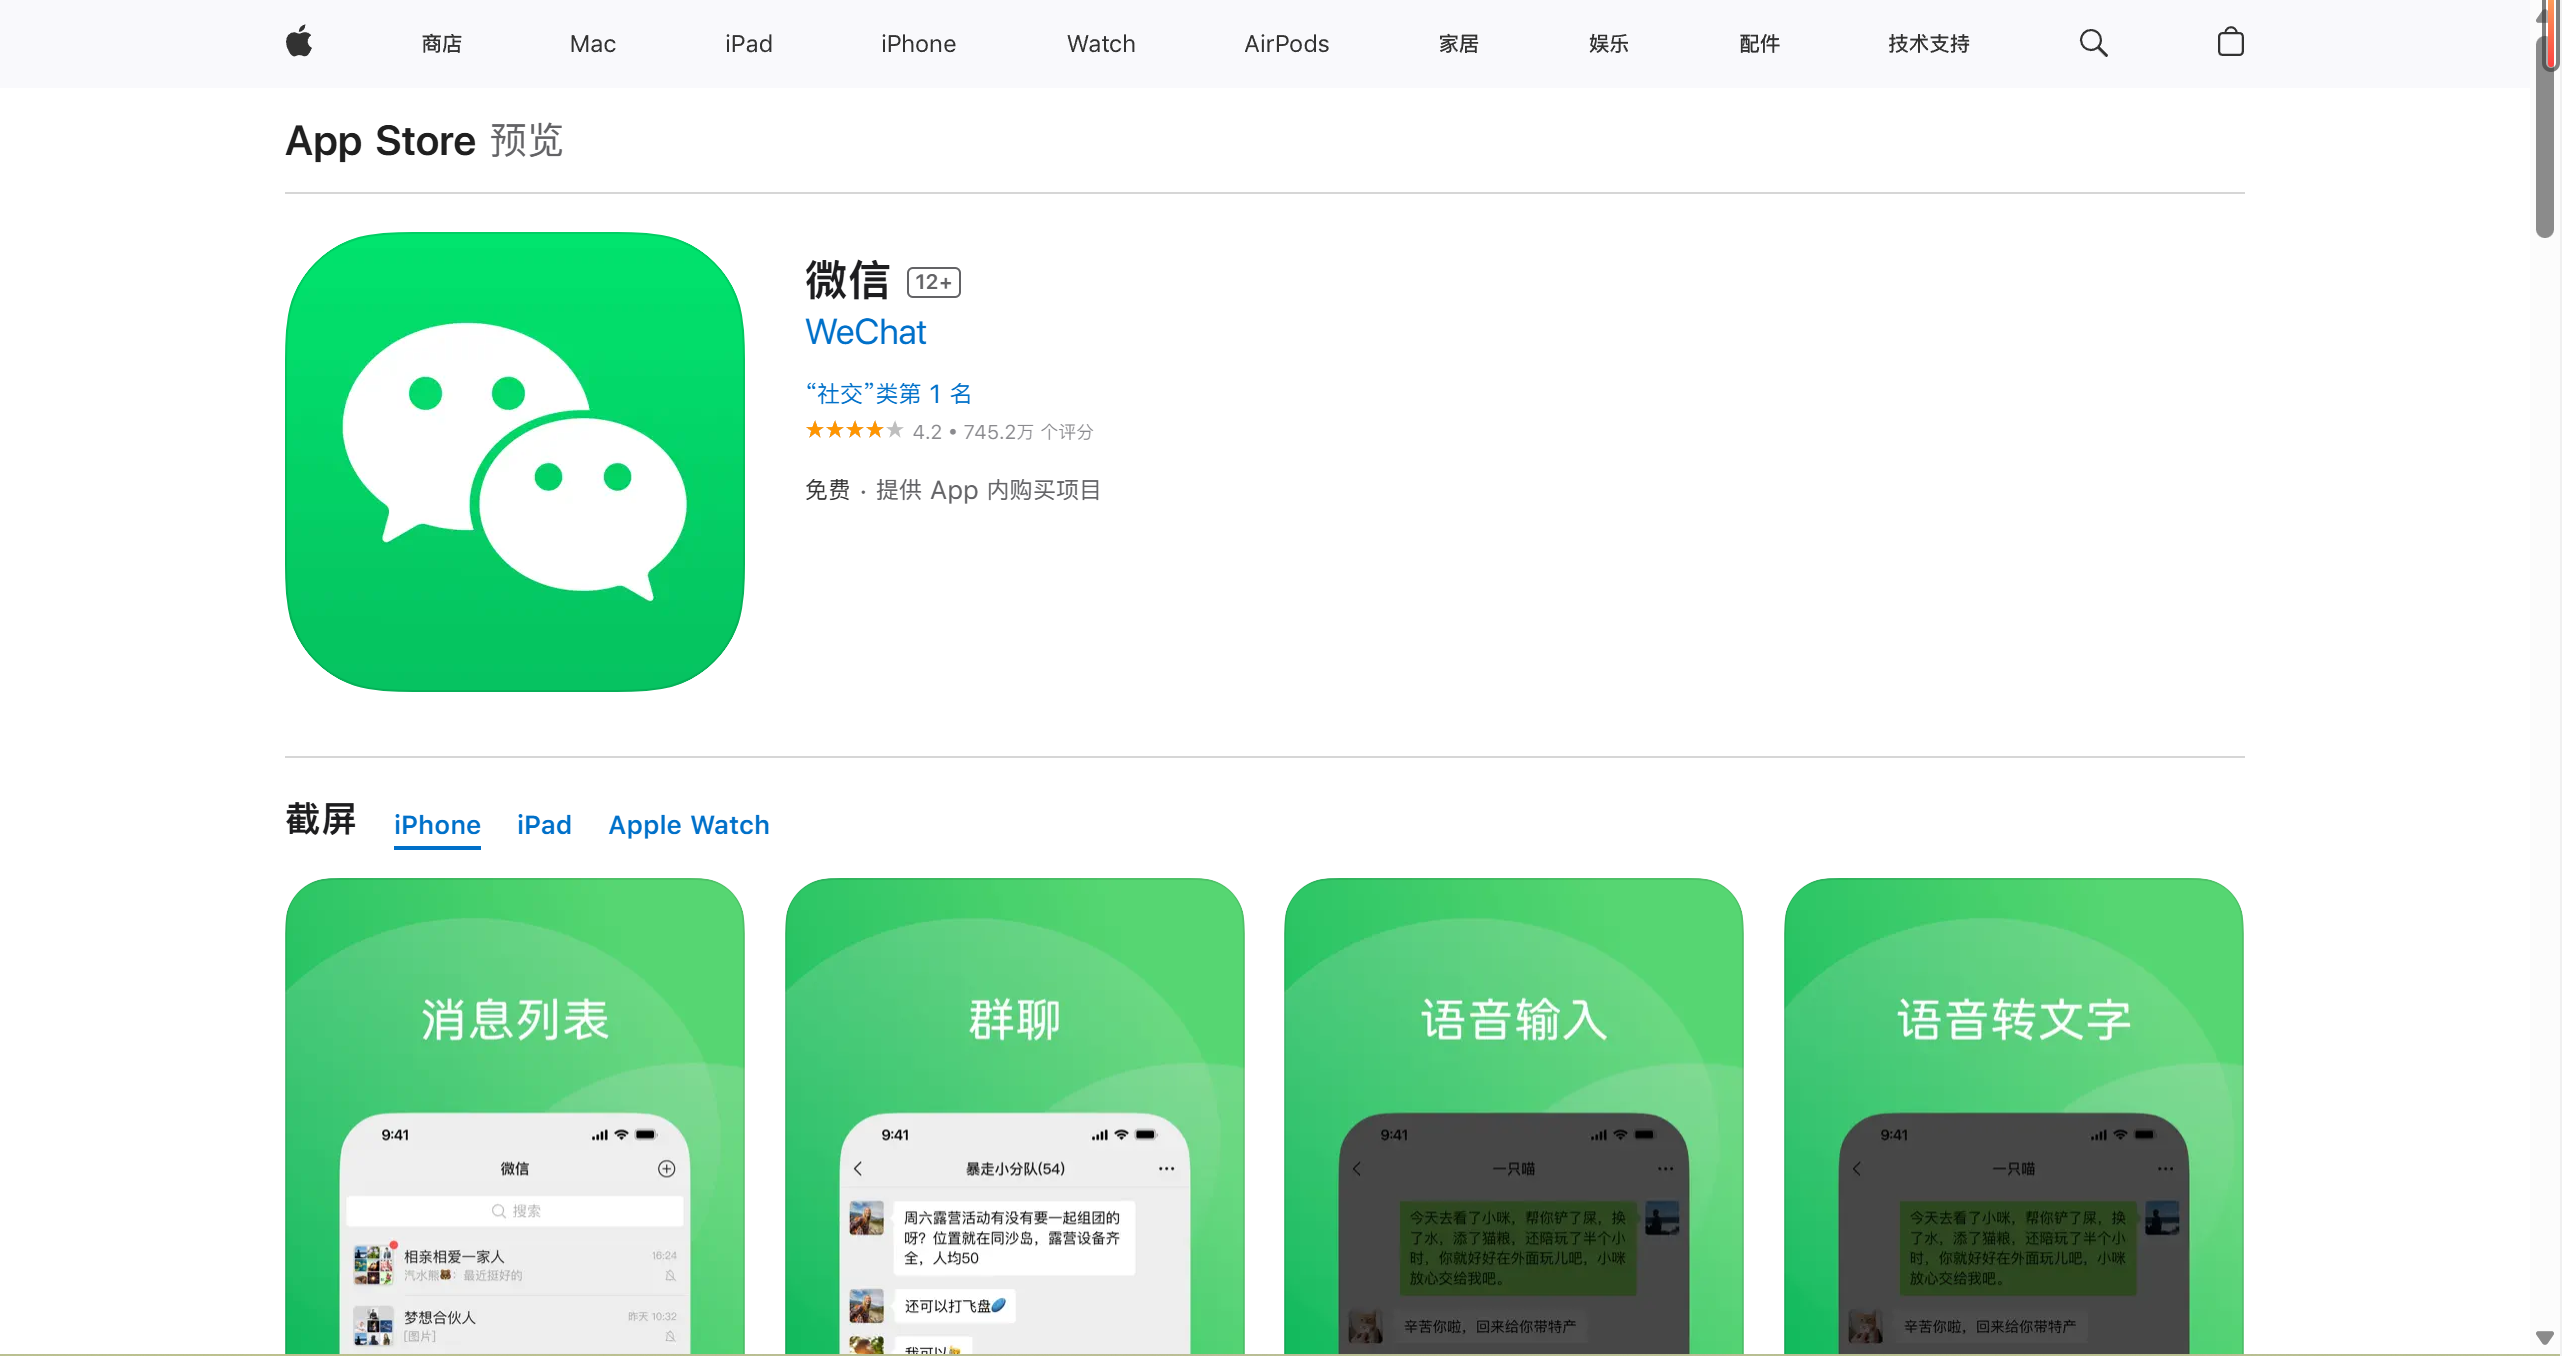 商店 Mac iPad iPhone Watch AirPods 家居 娱乐 配件 技术支持
App Store 预览
微信 12+
WeChat
“社交”类第 1 名
4.2 • 745.2万 个评分
免费 · 提供 App 内购买项目
截屏 iPhone iPad Apple Watch
消息列表
9:41
微信
搜索
相亲相爱一家人 16:24
汽水熊🐻：最近挺好的
梦想合伙人 昨天 10:32
[图片]
群聊
9:41
暴走小分队(54)
周六露营活动有没有要一起组团的
呀？位置就在同沙岛，露营设备齐
全，人均50
还可以打飞盘
我可以
语音输入
9:41
一只喵
今天去看了小咪，帮你铲了屎，换
了水，添了猫粮，还陪玩了半个小
时，你就好好在外面玩儿吧，小咪
放心交给我吧。
辛苦你啦，回来给你带特产
语音转文字
9:41
一只喵
今天去看了小咪，帮你铲了屎，换
了水，添了猫粮，还陪玩了半个小
时，你就好好在外面玩儿吧，小咪
放心交给我吧。
辛苦你啦，回来给你带特产